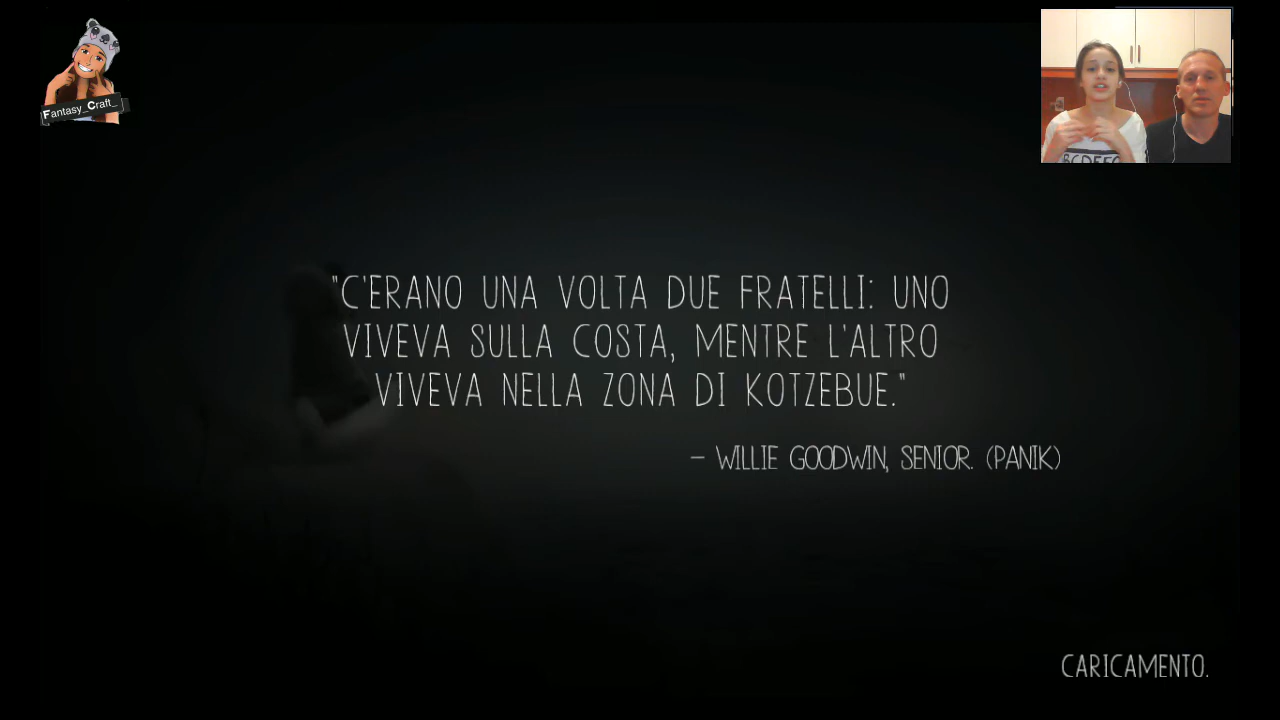 Fantasy_Craft_
"C'ERANO UNA VOLTA DUE FRATELLI: UNO
VIVEVA SULLA COSTA, MENTRE L'ALTRO
VIVEVA NELLA ZONA DI KOTZEBUE."
– WILLIE GOODWIN, SENIOR. (PANIK)
CARICAMENTO.